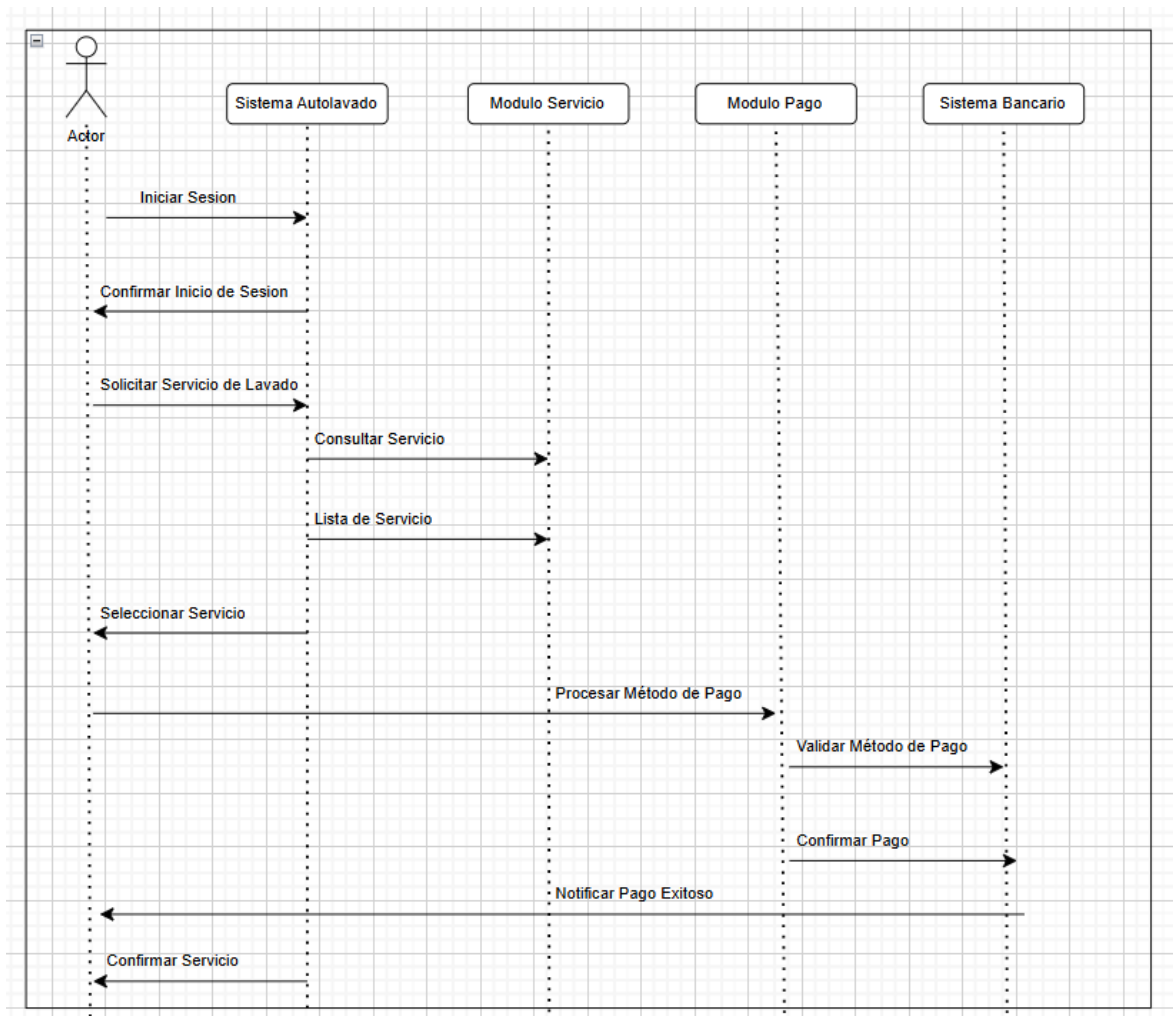 Actor
Sistema Autolavado
Modulo Servicio
Modulo Pago
Sistema Bancario
Iniciar Sesion
Confirmar Inicio de Sesion
Solicitar Servicio de Lavado
Consultar Servicio
Lista de Servicio
Seleccionar Servicio
Procesar Método de Pago
Validar Método de Pago
Confirmar Pago
Notificar Pago Exitoso
Confirmar Servicio